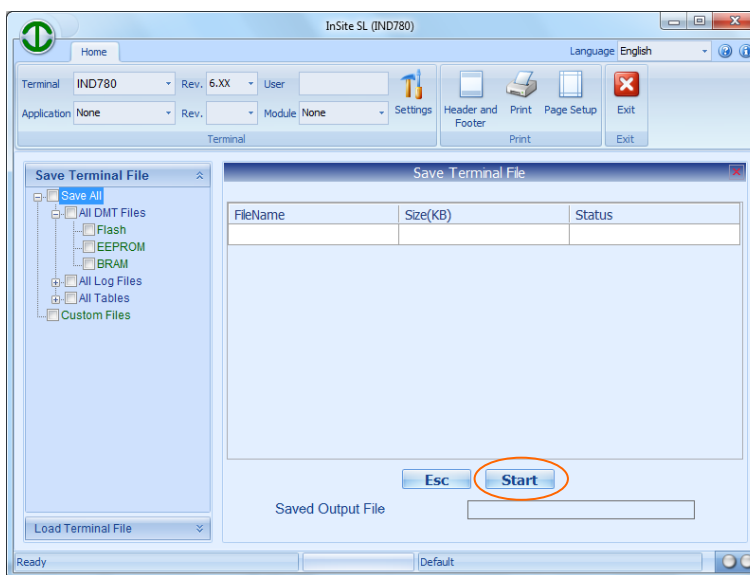 InSite SL (IND780)
Home
Language English
Terminal IND780 Rev. 6.XX User
Application None Rev. Module None
Settings
Header and Footer
Print
Page Setup
Exit
Terminal
Print
Exit
Save Terminal File
Save All
All DMT Files
Flash
EEPROM
BRAM
All Log Files
All Tables
Custom Files
Load Terminal File
Save Terminal File
FileName Size(KB) Status
Esc Start
Saved Output File
Ready Default